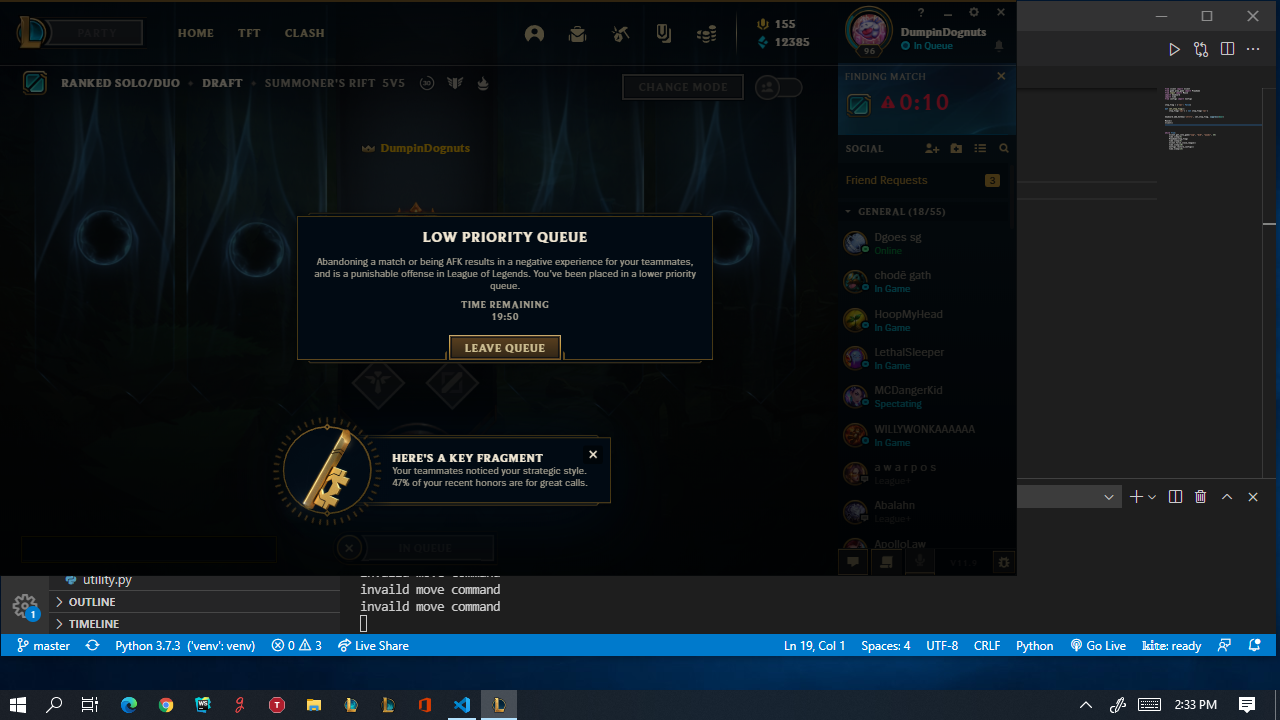 PARTY
HOME TFT CLASH
155
12385
96
?
DumpinDognuts
In Queue
RANKED SOLO/DUO • DRAFT • SUMMONER'S RIFT 5V5
CHANGE MODE
FINDING MATCH
0:10
SOCIAL
Friend Requests 3
GENERAL (18/55)
Dgoes sg
Online
chodē gath
In Game
HoopMyHead
In Game
LethalSleeper
In Game
MCDangerKid
Spectating
WILLYWONKAAAAAA
In Game
a w a r p o s
League+
Abalahn
League+
ApolloLaw
DumpinDognuts
LOW PRIORITY QUEUE
Abandoning a match or being AFK results in a negative experience for your teammates,
and is a punishable offense in League of Legends. You've been placed in a lower priority
queue.
TIME REMAINING
19:50
LEAVE QUEUE
HERE'S A KEY FRAGMENT
Your teammates noticed your strategic style.
47% of your recent honors are for great calls.
IN QUEUE
V11.4
utility.py
OUTLINE
TIMELINE
1
invaild move command
invaild move command
invaild move command
master Python 3.7.3 ('venv': venv) 0 3 Live Share Ln 19, Col 1 Spaces: 4 UTF-8 CRLF Python Go Live kite: ready
2:33 PM